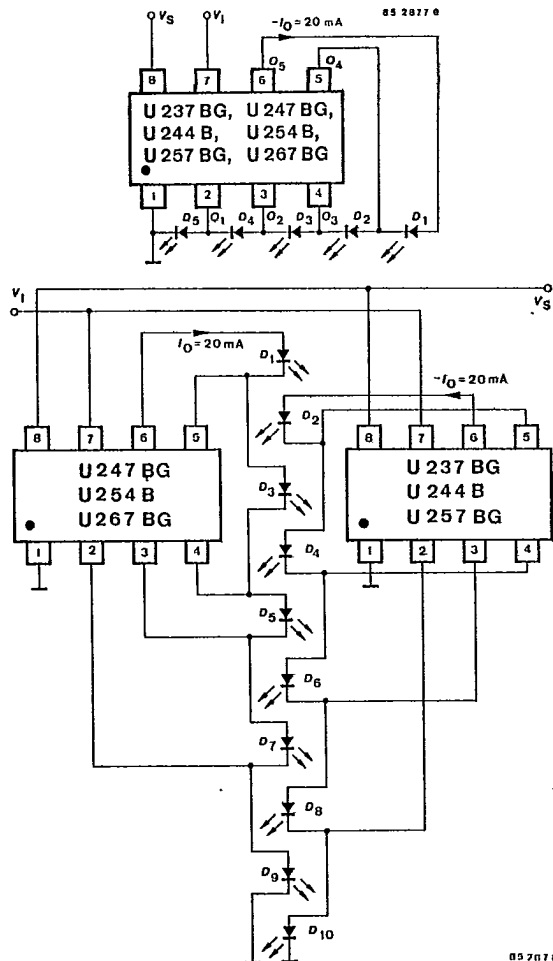 85 2877 e
V_S V_I -I_O = 20 mA
O_5 O_4
8 7 6 5
U 237 BG, U 247 BG,
U 244 B, U 254 B,
U 257 BG, U 267 BG
1 2 3 4
D_5 O_1 D_4 O_2 D_3 O_3 D_2 D_1
V_I V_S
I_O = 20 mA
D_1
-I_O = 20 mA
D_2
8 7 6 5
8 7 6 5
U 247 BG
U 254 B
U 267 BG
D_3
U 237 BG
U 244 B
U 257 BG
D_4
1 2 3 4
1 2 3 4
D_5
D_6
D_7
D_8
D_9
D_10